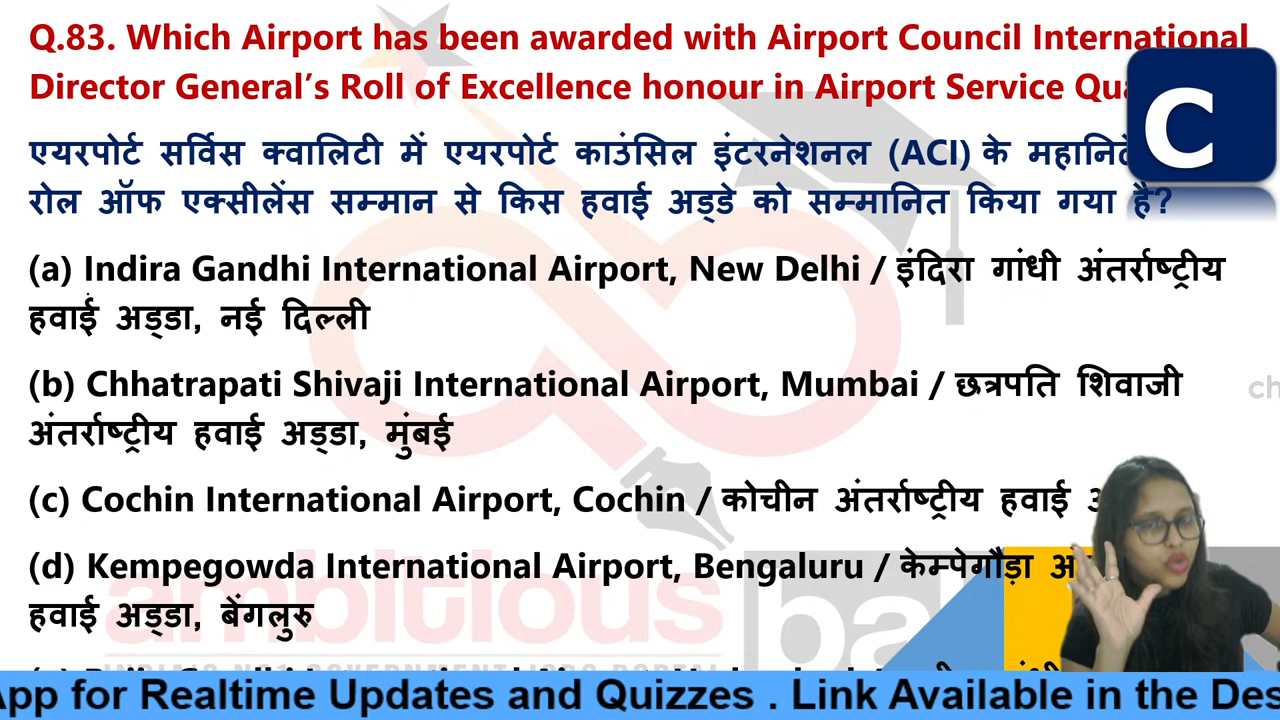 Q.83. Which Airport has been awarded with Airport Council International
Director General’s Roll of Excellence honour in Airport Service
C
एयरपोर्ट सर्विस क्वालिटी में एयरपोर्ट काउंसिल इंटरनेशनल (ACI) के
रोल ऑफ एक्सीलेंस सम्मान से किस हवाई अड्डे को सम्मानित किया गया है?
(a) Indira Gandhi International Airport, New Delhi / इंदिरा गांधी अंतर्राष्ट्रीय
हवाई अड्डा, नई दिल्ली
(b) Chhatrapati Shivaji International Airport, Mumbai / छत्रपति शिवाजी
अंतर्राष्ट्रीय हवाई अड्डा, मुंबई
(c) Cochin International Airport, Cochin / कोचीन अंतर्राष्ट्रीय हवाई
(d) Kempegowda International Airport, Bengaluru / केम्पेगौड़ा
हवाई अड्डा, बेंगलुरु
ambitious
App for Realtime Updates and Quizzes . Link Available in the Des